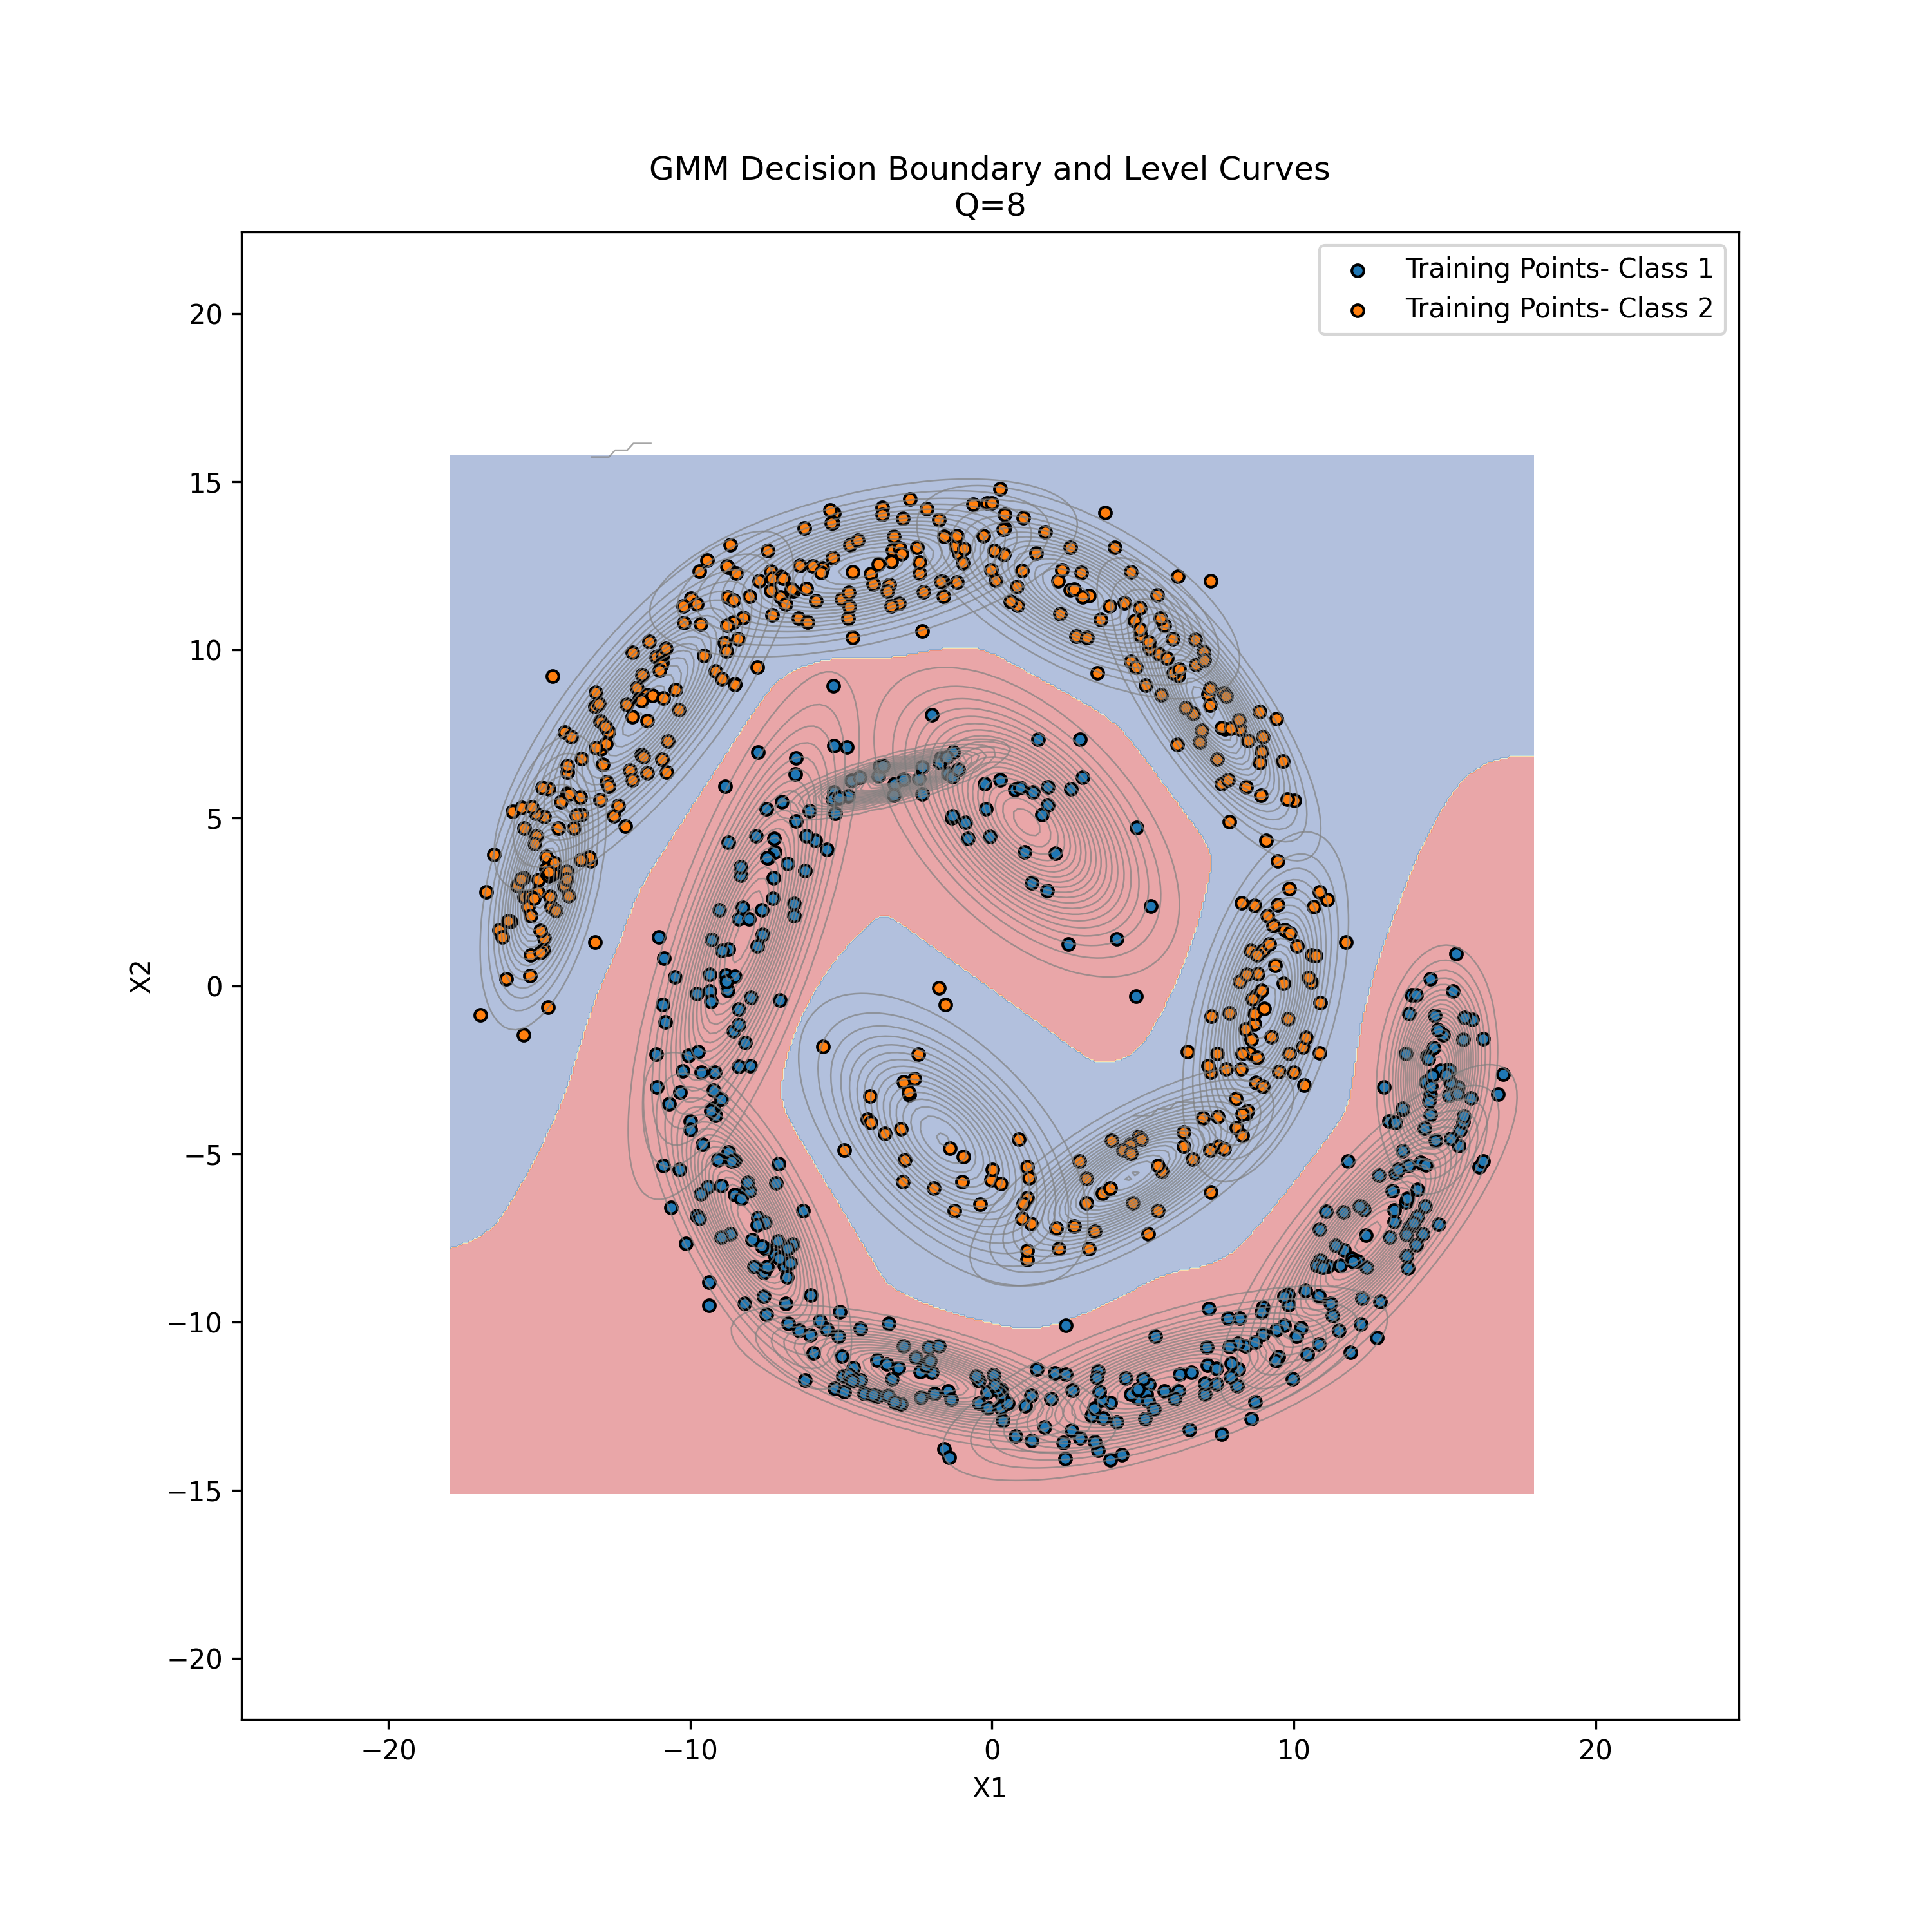 GMM Decision Boundary and Level Curves
Q=8
Training Points- Class 1
Training Points- Class 2
20
15
10
5
0
−5
−10
−15
−20
X2
−20
−10
0
10
20
X1